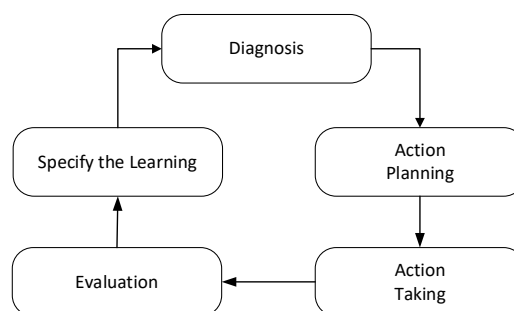 Diagnosis
Specify the Learning
Action
Planning
Evaluation
Action
Taking